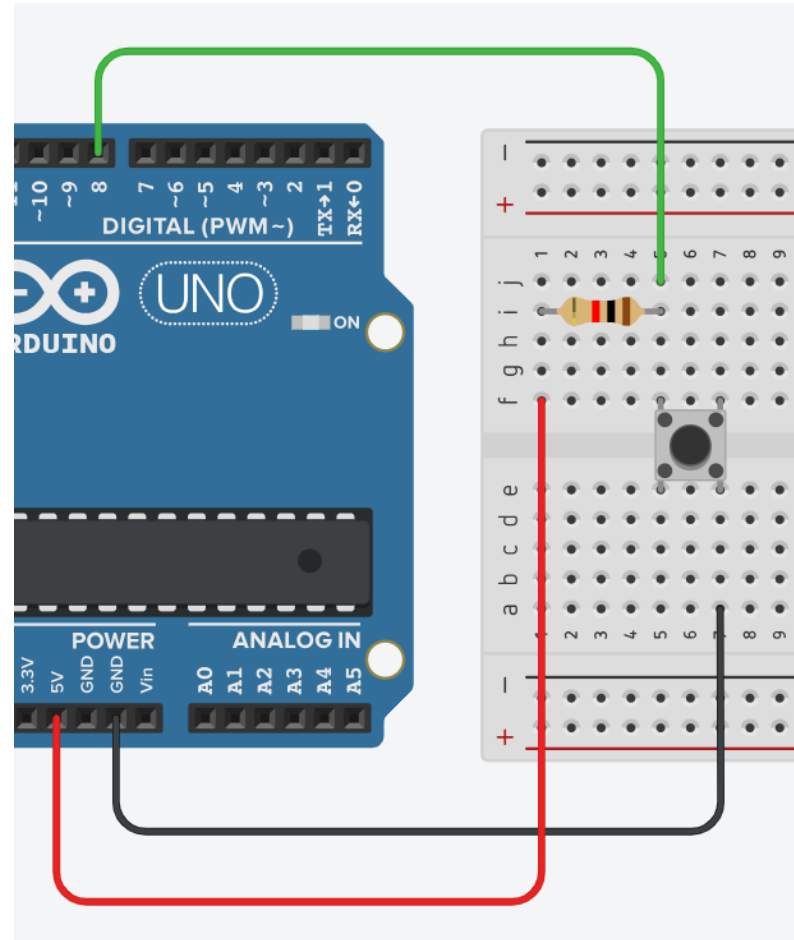 ~10 ~9 8 7 ~6 ~5 4 ~3 2 TX→1 RX←0
DIGITAL (PWM~)
UNO
ON
RDUINO
POWER
ANALOG IN
3.3V 5V GND GND Vin A0 A1 A2 A3 A4 A5
−
+
1 2 3 4 6 7 8 9
j
i
h
g
f
e
d
c
b
a
1 2 3 4 5 6 7 8 9
−
+